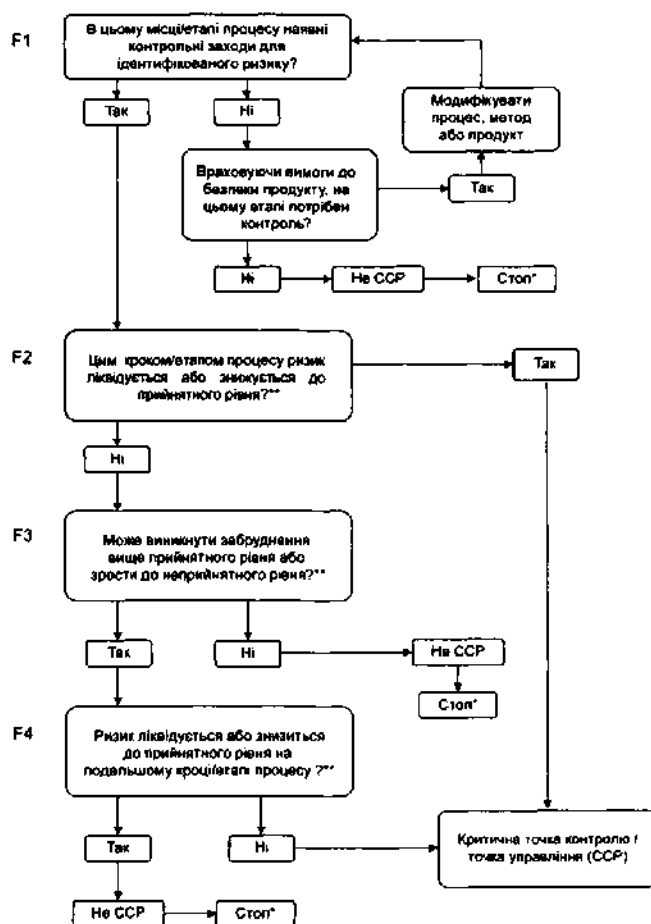 F1
В цьому місці/етапі процесу наявні
контрольні заходи для
ідентифікованого ризику?
Так
Ні
Модифікувати
процес, метод
або продукт
Враховуючи вимоги до
безпеки продукту, на
цьому етапі потрібен
контроль?
Так
Ні
Не ССР
Стоп*
F2
Цим кроком/етапом процесу ризик
ліквідується або знижується до
прийнятного рівня?**
Так
Ні
F3
Може виникнути забруднення
вище прийнятного рівня або
зрости до неприйнятного рівня?**
Так
Ні
Не ССР
Стоп*
F4
Ризик ліквідується або знизиться
до прийнятного рівня на
подальшому кроці/етапі процесу ?**
Так
Ні
Критична точка контролю /
точка управління (ССР)
Не ССР
Стоп*